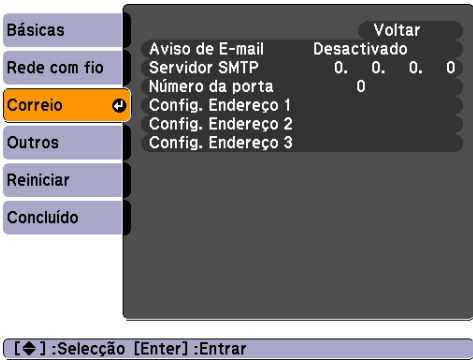 Básicas
Rede com fio
Correio
Outros
Reiniciar
Concluído
Voltar
Aviso de E-mail Desactivado
Servidor SMTP 0. 0. 0. 0
Número da porta 0
Config. Endereço 1
Config. Endereço 2
Config. Endereço 3
[◆] :Selecção [Enter] :Entrar